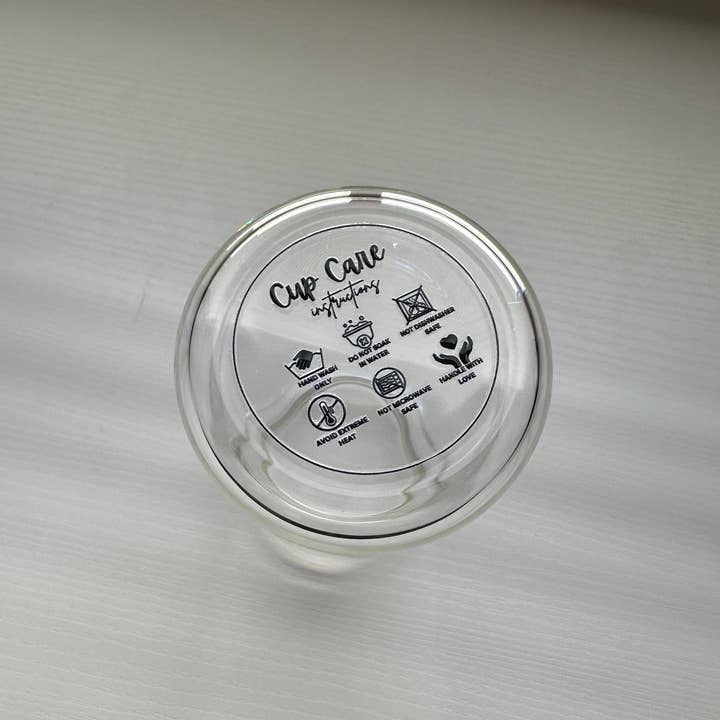 Cup Care
instructions
HAND WASH
ONLY
DO NOT SOAK
IN WATER
NOT DISHWASHER
SAFE
AVOID EXTREME
HEAT
NOT MICROWAVE
SAFE
HANDLE WITH
LOVE